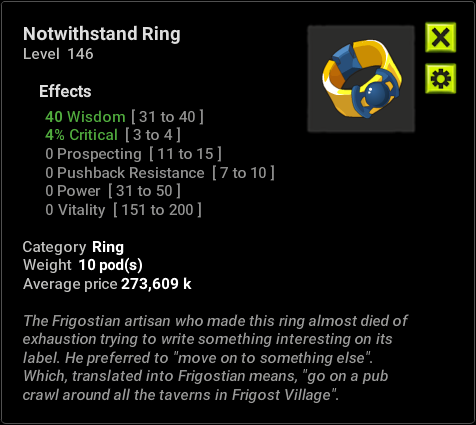 Notwithstand Ring
Level 146
Effects
40 Wisdom [ 31 to 40 ]
4% Critical [ 3 to 4 ]
0 Prospecting [ 11 to 15 ]
0 Pushback Resistance [ 7 to 10 ]
0 Power [ 31 to 50 ]
0 Vitality [ 151 to 200 ]
Category Ring
Weight 10 pod(s)
Average price 273,609 k
The Frigostian artisan who made this ring almost died of
exhaustion trying to write something interesting on its
label. He preferred to "move on to something else".
Which, translated into Frigostian means, "go on a pub
crawl around all the taverns in Frigost Village".